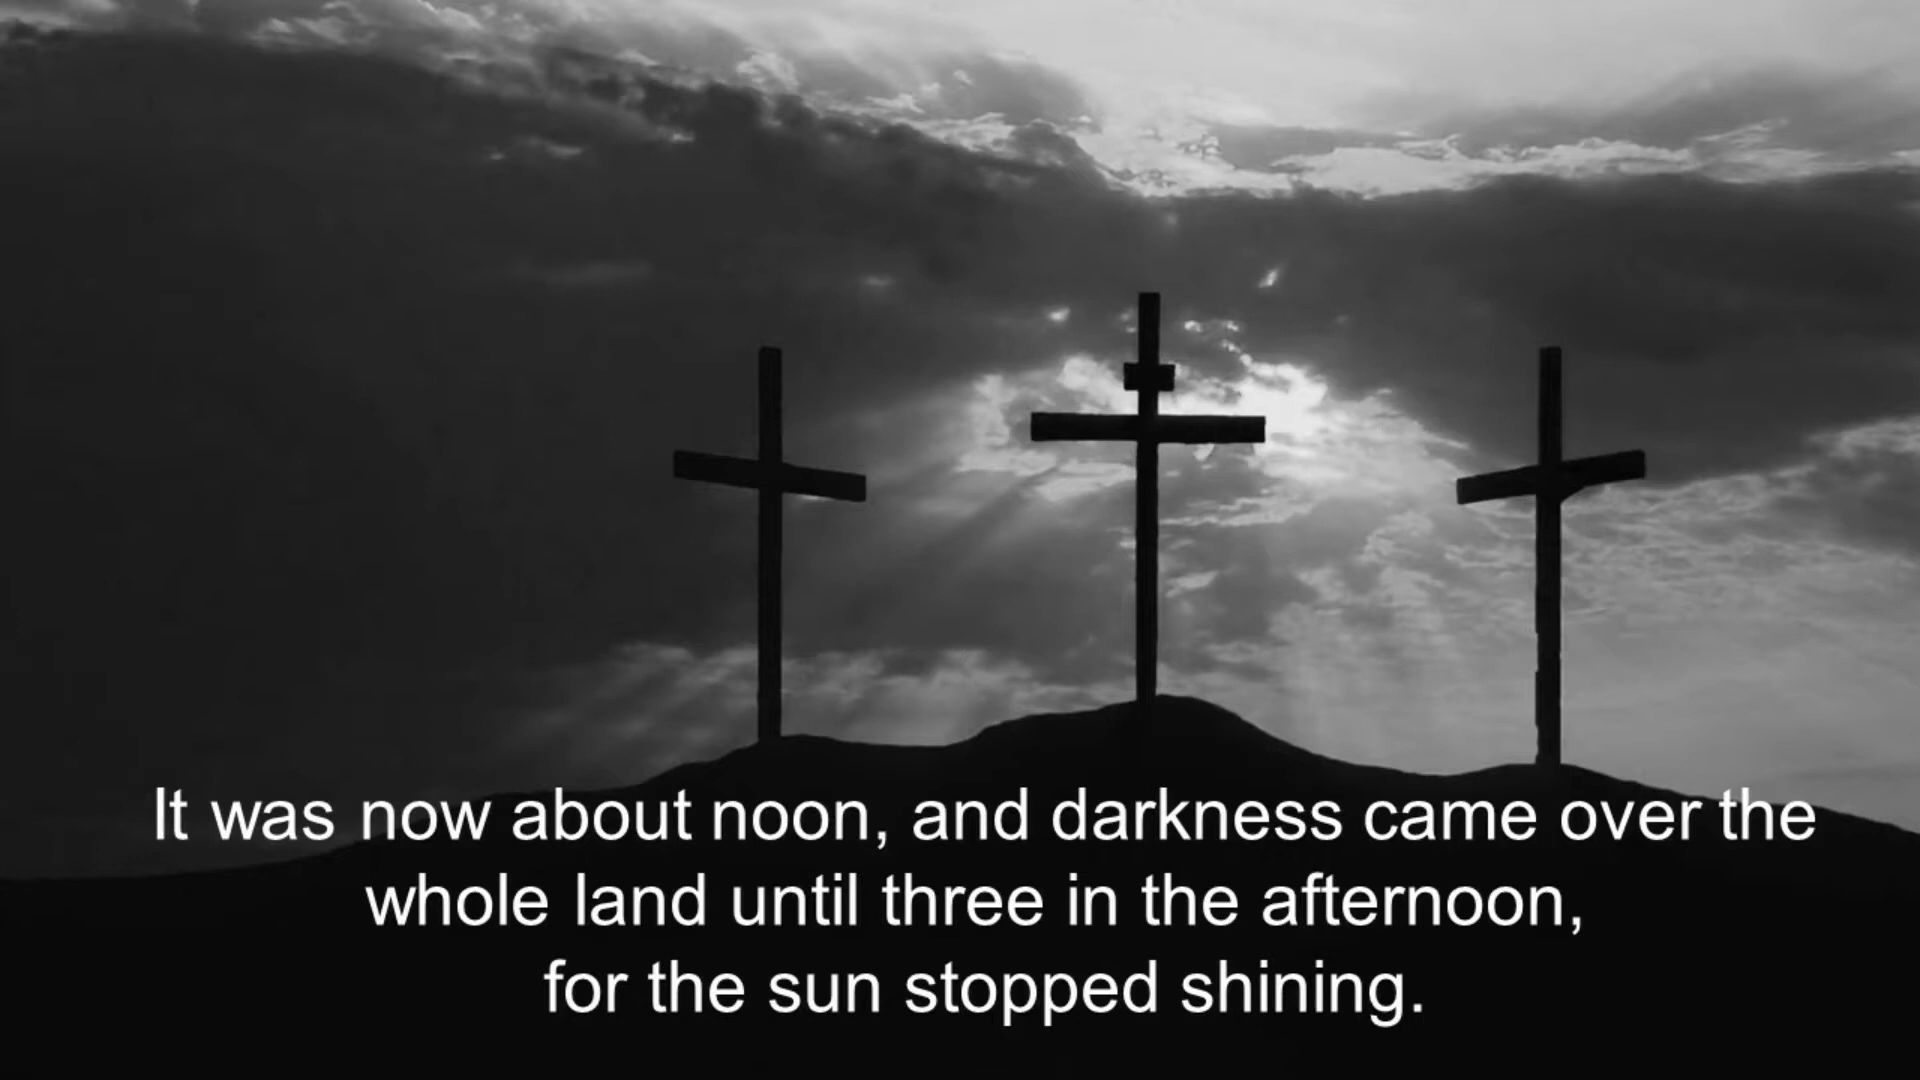 It was now about noon, and darkness came over the
whole land until three in the afternoon,
for the sun stopped shining.